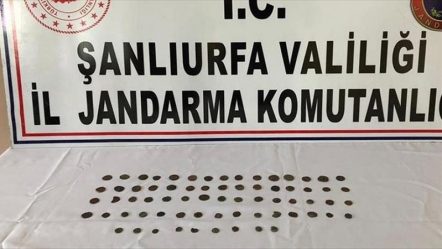 T.C.
ŞANLIURFA VALİLİĞİ
İL JANDARMA KOMUTANLIĞ